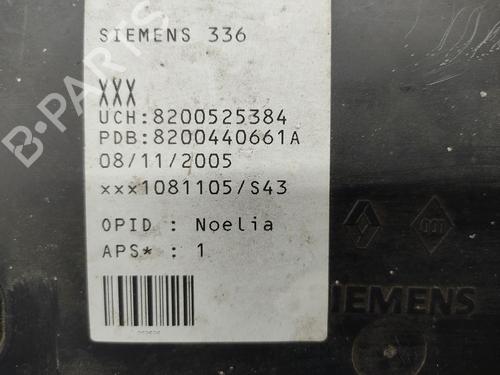 SIEMENS 336
XXX
UCH:8200525384
PDB:8200440661A
08/11/2005
xxx1081105/S43
OPID : Noelia
APS* : 1
SIEMENS
B-PARTS